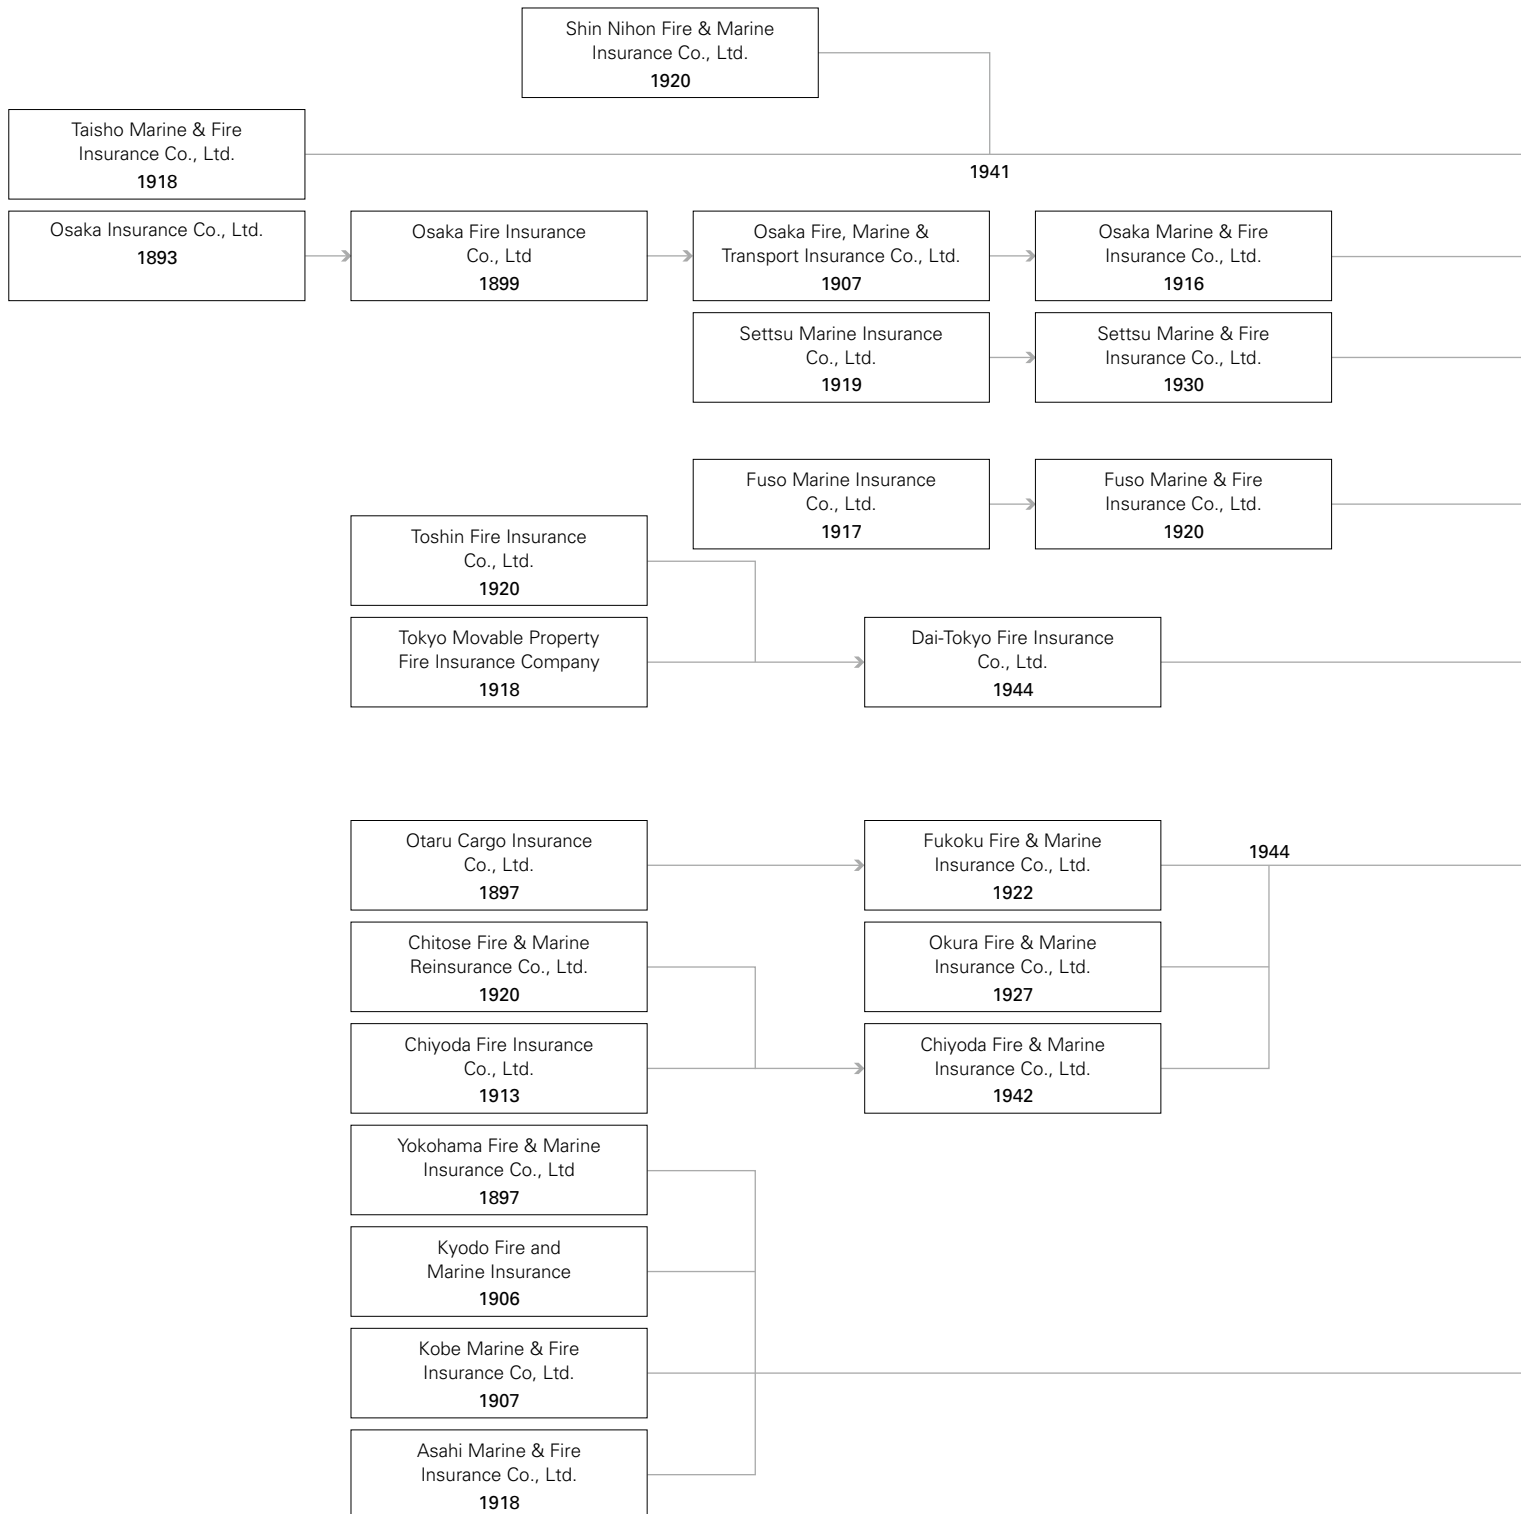 Shin Nihon Fire & Marine
Insurance Co., Ltd.
1920
Taisho Marine & Fire
Insurance Co., Ltd.
1918
1941
Osaka Insurance Co., Ltd.
1893
Osaka Fire Insurance
Co., Ltd
1899
Osaka Fire, Marine &
Transport Insurance Co., Ltd.
1907
Osaka Marine & Fire
Insurance Co., Ltd.
1916
Settsu Marine Insurance
Co., Ltd.
1919
Settsu Marine & Fire
Insurance Co., Ltd.
1930
Fuso Marine Insurance
Co., Ltd.
1917
Fuso Marine & Fire
Insurance Co., Ltd.
1920
Toshin Fire Insurance
Co., Ltd.
1920
Tokyo Movable Property
Fire Insurance Company
1918
Dai-Tokyo Fire Insurance
Co., Ltd.
1944
Otaru Cargo Insurance
Co., Ltd.
1897
Fukoku Fire & Marine
Insurance Co., Ltd.
1922
1944
Chitose Fire & Marine
Reinsurance Co., Ltd.
1920
Okura Fire & Marine
Insurance Co., Ltd.
1927
Chiyoda Fire Insurance
Co., Ltd.
1913
Chiyoda Fire & Marine
Insurance Co., Ltd.
1942
Yokohama Fire & Marine
Insurance Co., Ltd
1897
Kyodo Fire and
Marine Insurance
1906
Kobe Marine & Fire
Insurance Co, Ltd.
1907
Asahi Marine & Fire
Insurance Co., Ltd.
1918